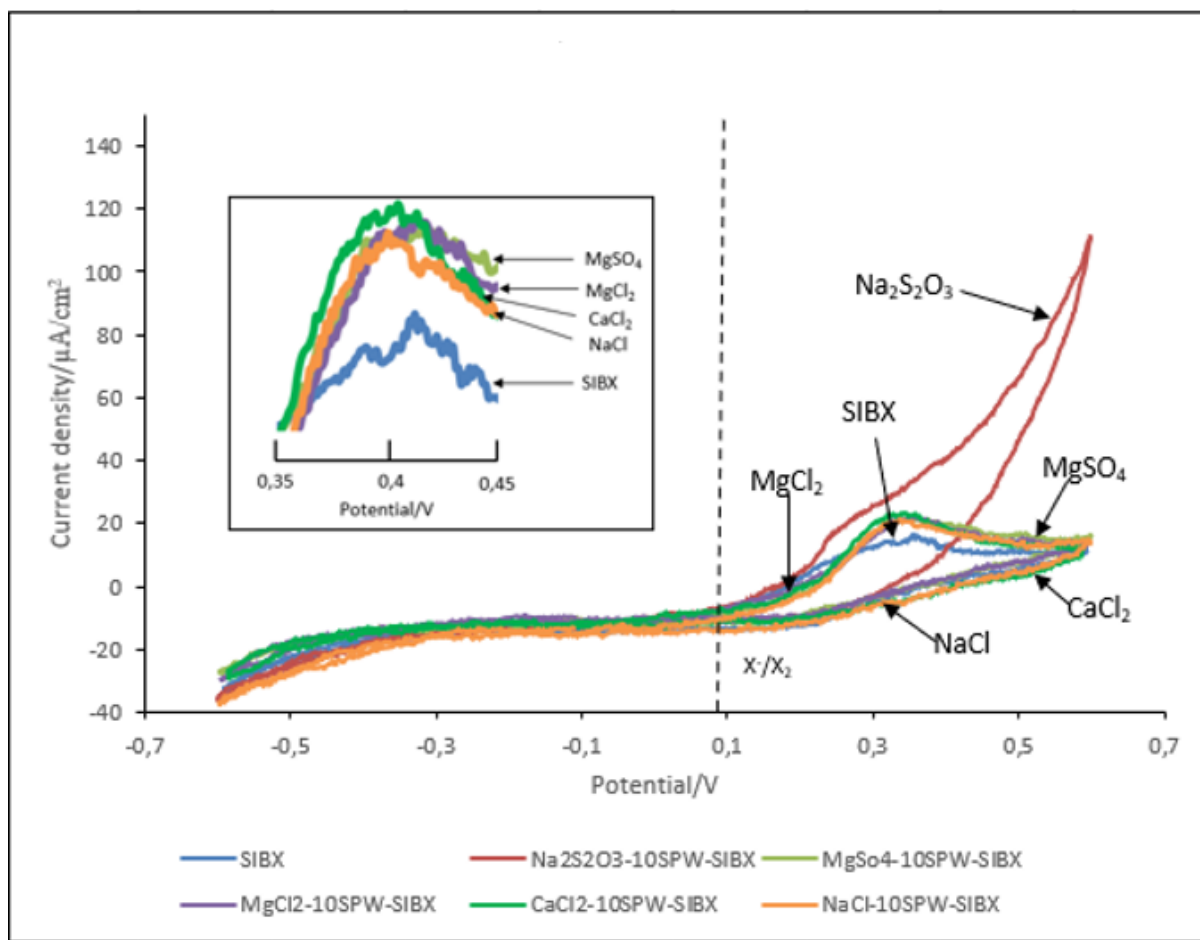 140
120
100
80
60
40
20
0
-20
-40
Current density/μA/cm²
MgSO₄
MgCl₂
CaCl₂
NaCl
SIBX
0,35 0,4 0,45
Potential/V
Na₂S₂O₃
SIBX
MgCl₂
MgSO₄
CaCl₂
NaCl
X⁻/X₂
-0,7 -0,5 -0,3 -0,1 0,1 0,3 0,5 0,7
Potential/V
SIBX Na2S2O3-10SPW-SIBX MgSo4-10SPW-SIBX
MgCl2-10SPW-SIBX CaCl2-10SPW-SIBX NaCl-10SPW-SIBX